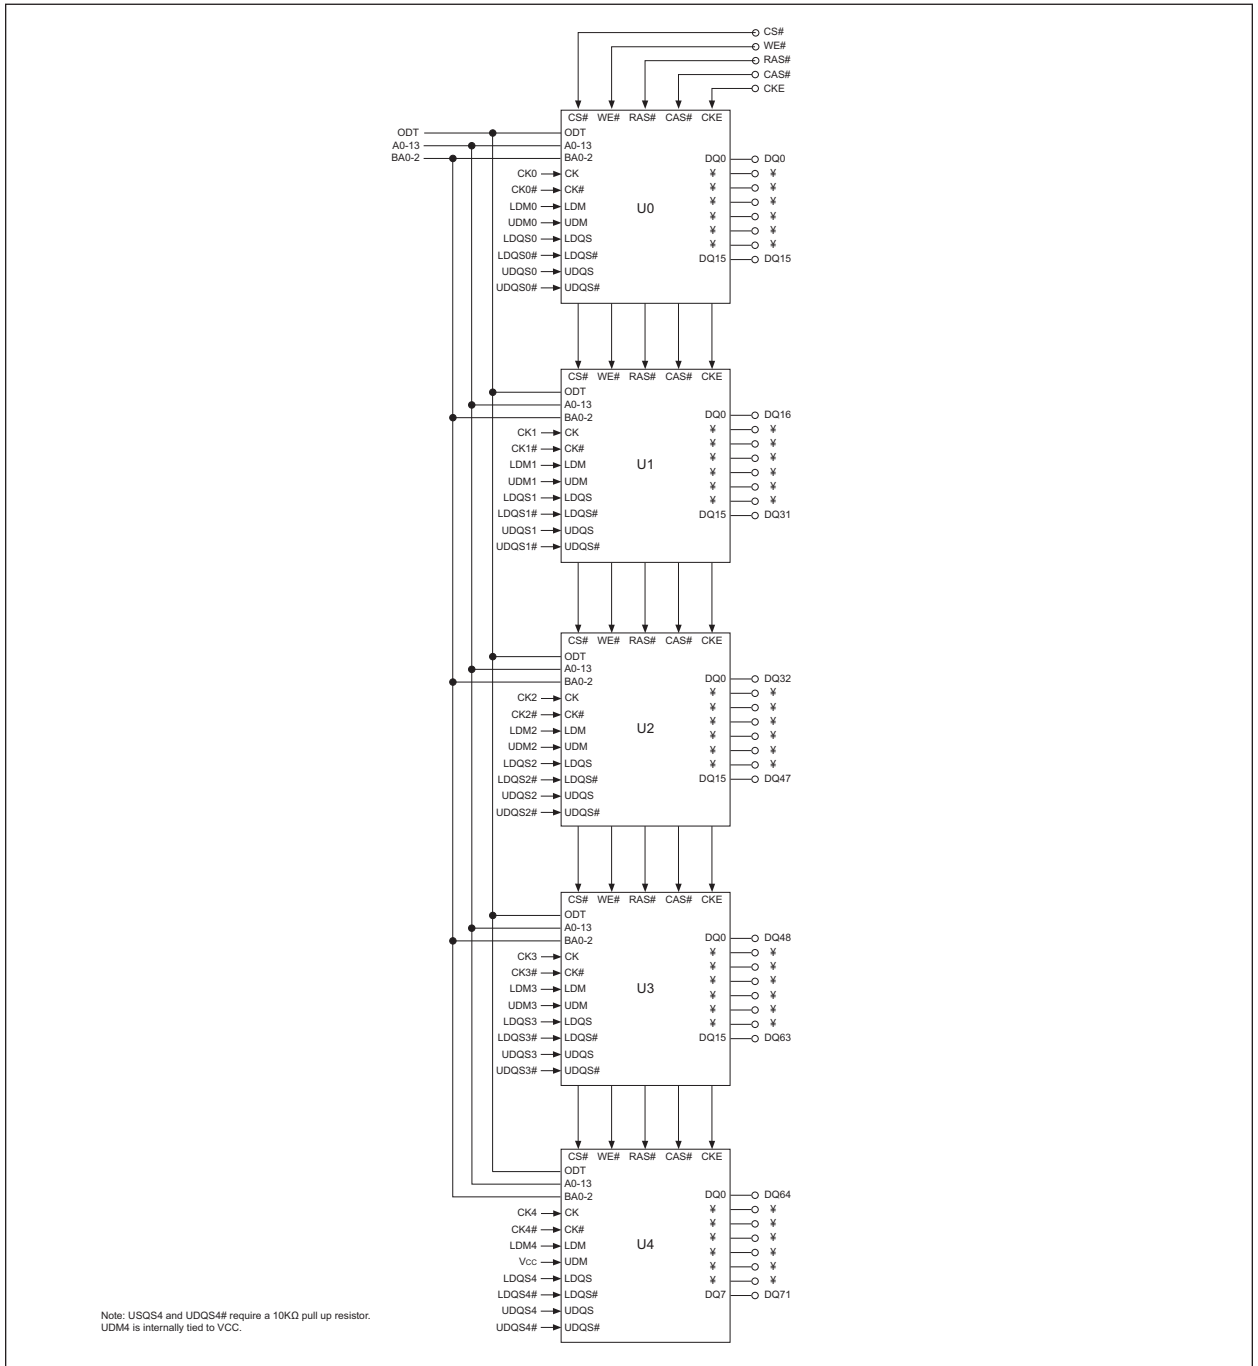 CS#
WE#
RAS#
CAS#
CKE
CS# WE# RAS# CAS# CKE
ODT ODT
A0-13 A0-13
BA0-2 BA0-2 DQ0 DQ0
CK0 CK ¥ ¥
CK0# CK# ¥ ¥
LDM0 LDM ¥ ¥
U0
UDM0 UDM ¥ ¥
LDQS0 LDQS ¥ ¥
LDQS0# LDQS# ¥ ¥
DQ15 DQ15
UDQS0 UDQS
UDQS0# UDQS#
CS# WE# RAS# CAS# CKE
ODT
A0-13
BA0-2 DQ0 DQ16
CK1 CK ¥ ¥
CK1# CK# ¥ ¥
LDM1 LDM ¥ ¥
U1
UDM1 UDM ¥ ¥
LDQS1 LDQS ¥ ¥
LDQS1# LDQS# ¥ ¥
DQ15 DQ31
UDQS1 UDQS
UDQS1# UDQS#
CS# WE# RAS# CAS# CKE
ODT
A0-13
BA0-2 DQ0 DQ32
CK2 CK ¥ ¥
CK2# CK# ¥ ¥
LDM2 LDM ¥ ¥
U2
UDM2 UDM ¥ ¥
LDQS2 LDQS ¥ ¥
LDQS2# LDQS# ¥ ¥
DQ15 DQ47
UDQS2 UDQS
UDQS2# UDQS#
CS# WE# RAS# CAS# CKE
ODT
A0-13
BA0-2 DQ0 DQ48
CK3 CK ¥ ¥
CK3# CK# ¥ ¥
LDM3 LDM ¥ ¥
U3
UDM3 UDM ¥ ¥
LDQS3 LDQS ¥ ¥
LDQS3# LDQS# ¥ ¥
DQ15 DQ63
UDQS3 UDQS
UDQS3# UDQS#
CS# WE# RAS# CAS# CKE
ODT
A0-13
BA0-2 DQ0 DQ64
CK4 CK ¥ ¥
CK4# CK# ¥ ¥
LDM4 LDM ¥ ¥
U4
Vcc UDM ¥ ¥
LDQS4 LDQS ¥ ¥
LDQS4# LDQS# ¥ ¥
DQ7 DQ71
UDQS4 UDQS
UDQS4# UDQS#
Note: USQS4 and UDQS4# require a 10KΩ pull up resistor.
UDM4 is internally tied to VCC.